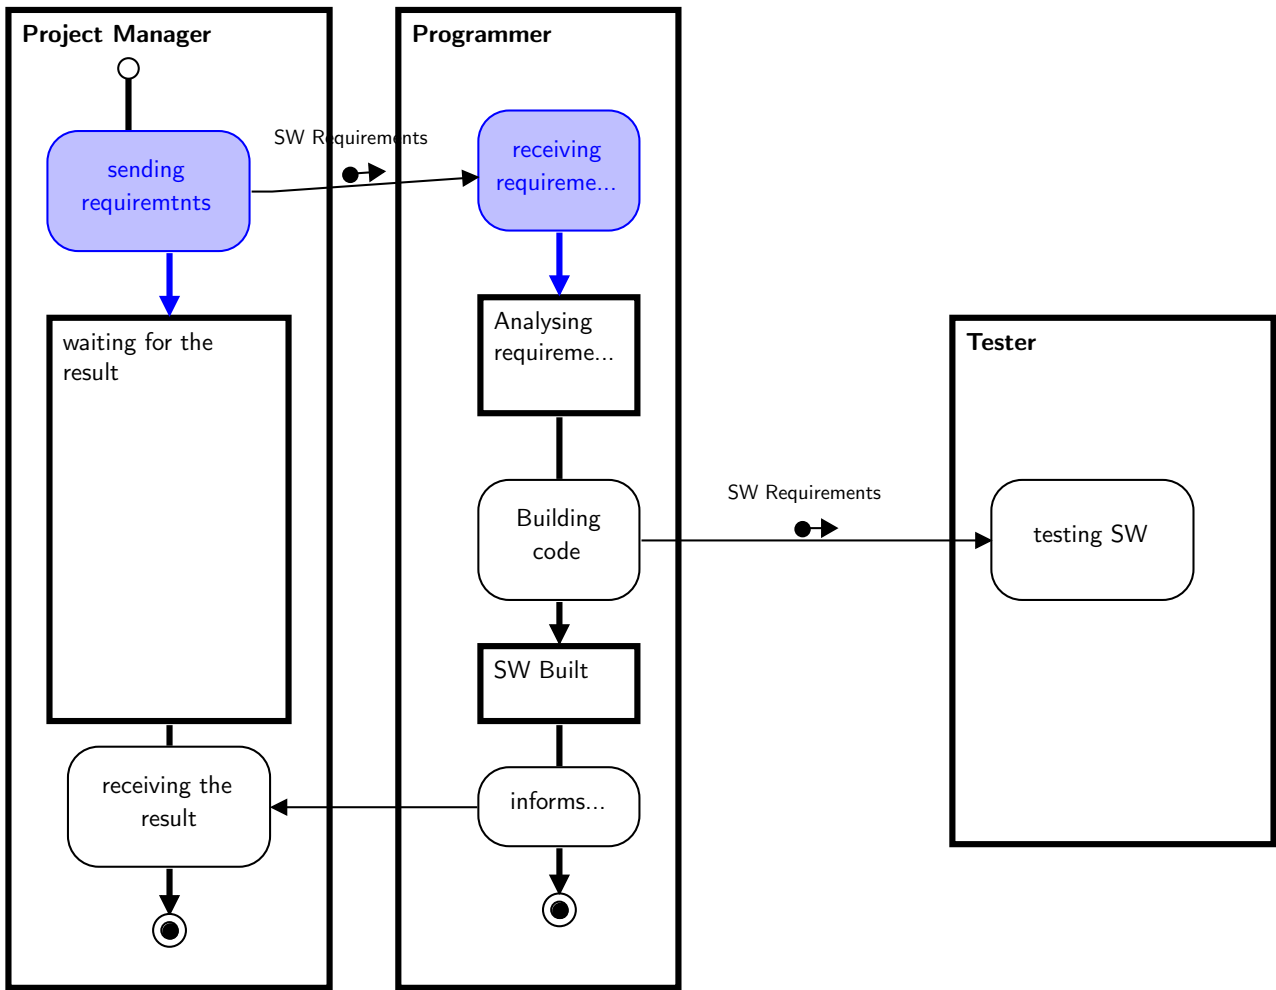 Project Manager
Programmer
SW Requirements
sending
requiremtnts
receiving
requireme...
waiting for the
result
Analysing
requireme...
Tester
SW Requirements
Building
code
testing SW
SW Built
receiving the
result
informs...